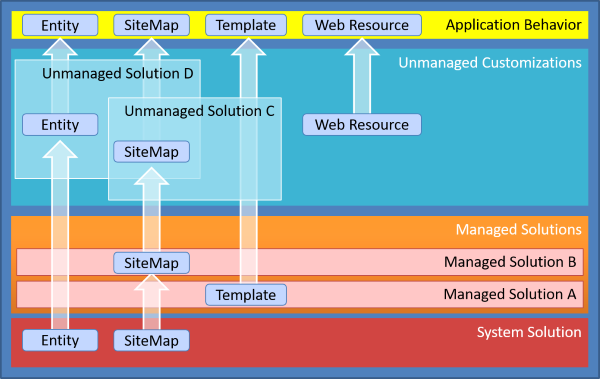 Entity SiteMap Template Web Resource Application Behavior
Unmanaged Customizations
Unmanaged Solution D
Unmanaged Solution C
Entity Web Resource
SiteMap
Managed Solutions
SiteMap Managed Solution B
Template Managed Solution A
Entity SiteMap System Solution